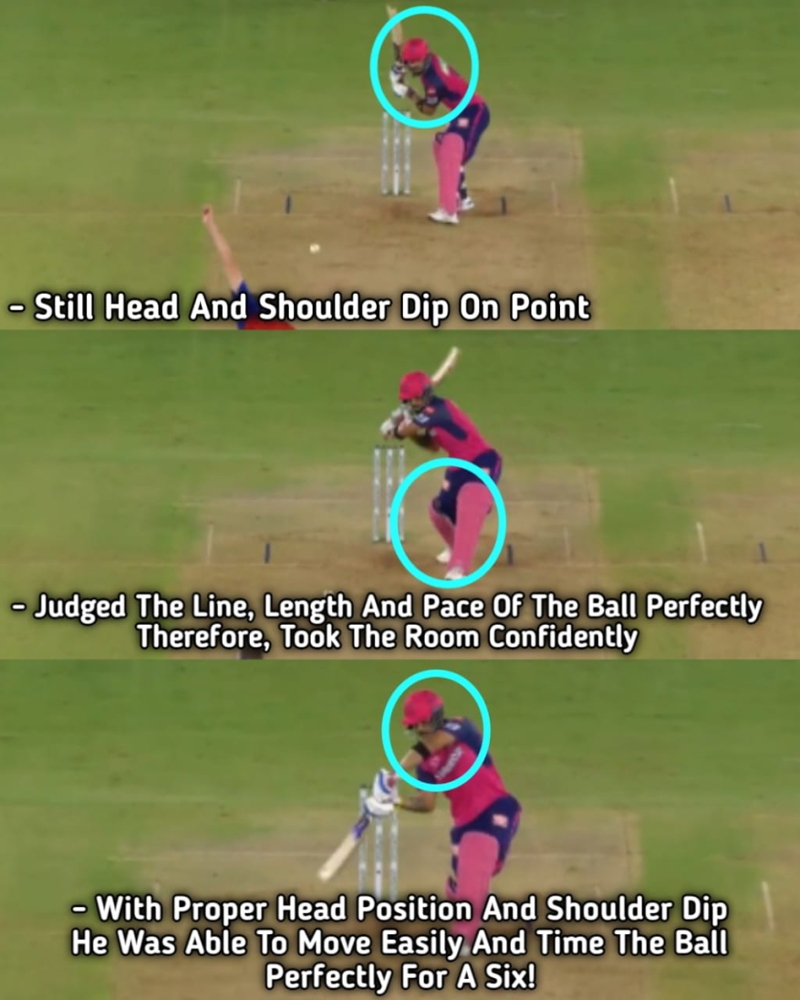 - Still Head And Shoulder Dip On Point
- Judged The Line, Length And Pace Of The Ball Perfectly
Therefore, Took The Room Confidently
- With Proper Head Position And Shoulder Dip
He Was Able To Move Easily And Time The Ball
Perfectly For A Six!